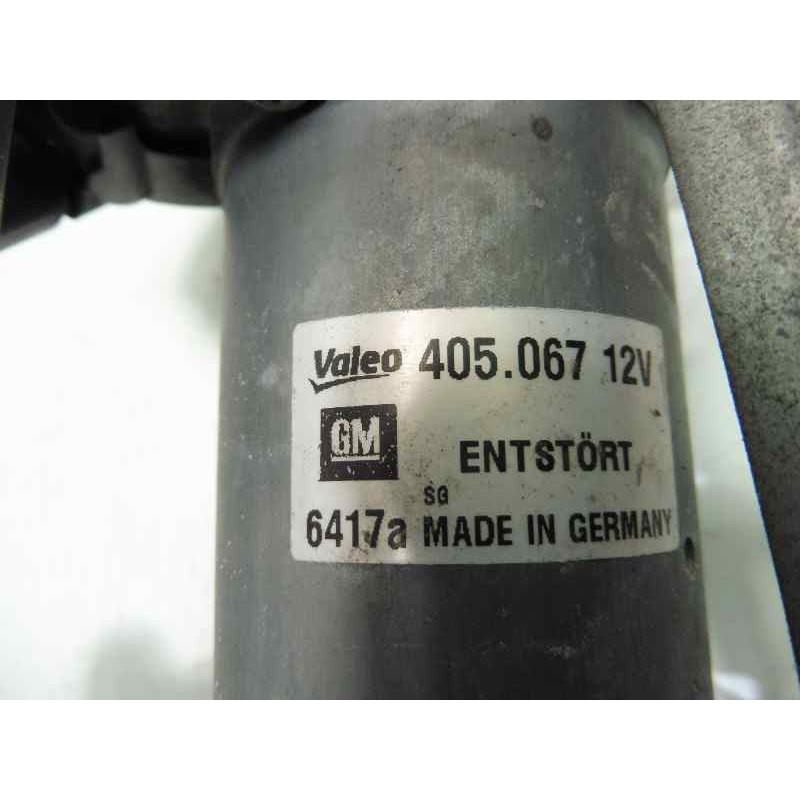 Valeo 405.067 12V
GM ENTSTÖRT
SG
6417a MADE IN GERMANY